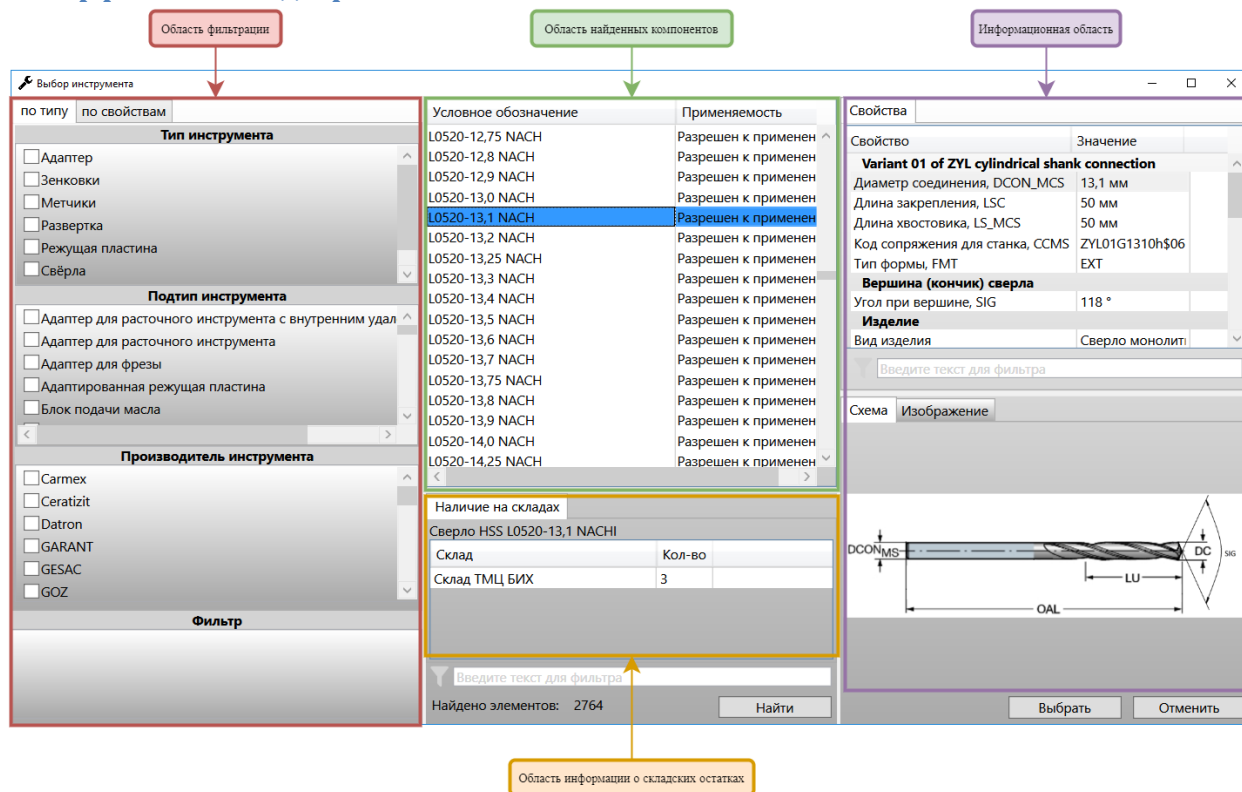 Область фильтрации
Область найденных компонентов
Информационная область
Выбор инструмента
по типу по свойствам
Тип инструмента
Адаптер
Зенковки
Метчики
Развертка
Режущая пластина
Свёрла
Подтип инструмента
Адаптер для расточного инструмента с внутренним удал
Адаптер для расточного инструмента
Адаптер для фрезы
Адаптированная режущая пластина
Блок подачи масла
Производитель инструмента
Carmex
Ceratizit
Datron
GARANT
GESAC
GOZ
Фильтр
Условное обозначение Применяемость
L0520-12,75 NACH Разрешен к применен
L0520-12,8 NACH Разрешен к применен
L0520-12,9 NACH Разрешен к применен
L0520-13,0 NACH Разрешен к применен
L0520-13,1 NACH Разрешен к применен
L0520-13,2 NACH Разрешен к применен
L0520-13,25 NACH Разрешен к применен
L0520-13,3 NACH Разрешен к применен
L0520-13,4 NACH Разрешен к применен
L0520-13,5 NACH Разрешен к применен
L0520-13,6 NACH Разрешен к применен
L0520-13,7 NACH Разрешен к применен
L0520-13,75 NACH Разрешен к применен
L0520-13,8 NACH Разрешен к применен
L0520-13,9 NACH Разрешен к применен
L0520-14,0 NACH Разрешен к применен
L0520-14,25 NACH Разрешен к применен
Наличие на складах
Сверло HSS L0520-13,1 NACHI
Склад Кол-во
Склад ТМЦ БИХ 3
Введите текст для фильтра
Найдено элементов: 2764 Найти
Свойства
Свойство Значение
Variant 01 of ZYL cylindrical shank connection
Диаметр соединения, DCON_MCS 13,1 мм
Длина закрепления, LSC 50 мм
Длина хвостовика, LS_MCS 50 мм
Код сопряжения для станка, CCMS ZYL01G1310h$06
Тип формы, FMT EXT
Вершина (кончик) сверла
Угол при вершине, SIG 118 °
Изделие
Вид изделия Сверло монолит
Введите текст для фильтра
Схема Изображение
DCONMS DC SIG
LU
OAL
Выбрать Отменить
Область информации о складских остатках